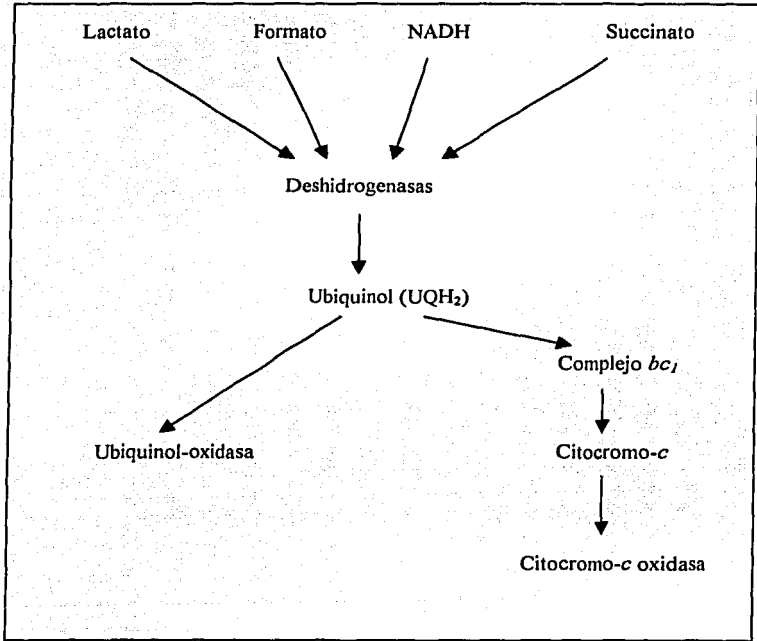 Lactato Formato NADH Succinato
Deshidrogenasas
Ubiquinol (UQH₂)
Complejo bc₁
Ubiquinol-oxidasa Citocromo-c
Citocromo-c oxidasa